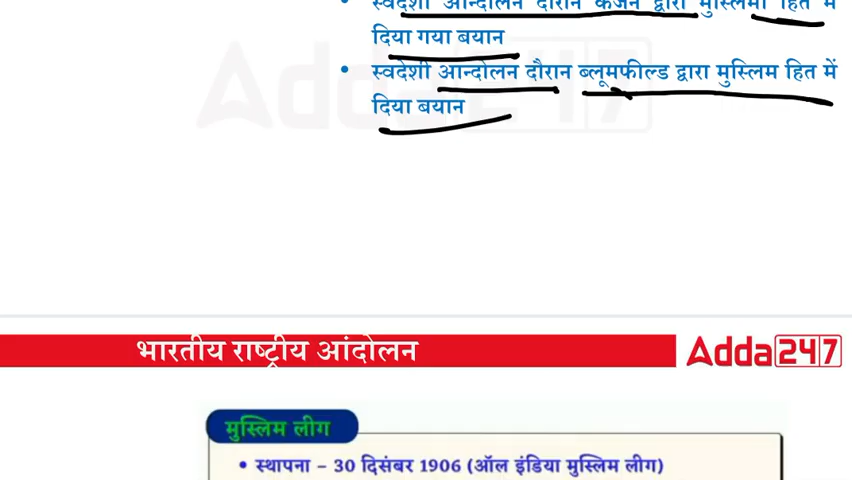 • स्वदेशी आन्दोलन दौरान कर्जन द्वारा मुस्लिमों हित में
दिया गया बयान
• स्वदेशी आन्दोलन दौरान ब्लूमफील्ड द्वारा मुस्लिम हित में
दिया बयान
Adda247
भारतीय राष्ट्रीय आंदोलन
Adda247
मुस्लिम लीग
• स्थापना – 30 दिसंबर 1906 (ऑल इंडिया मुस्लिम लीग)